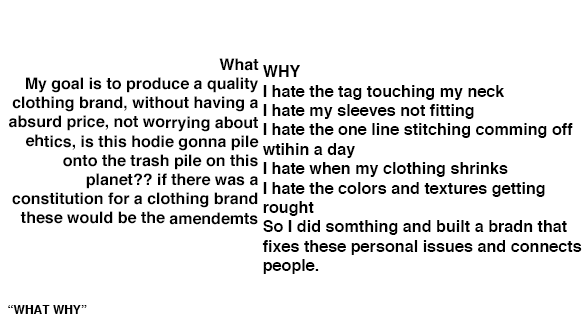 What
My goal is to produce a quality
clothing brand, without having a
absurd price, not worrying about
ehtics, is this hodie gonna pile
onto the trash pile on this
planet?? if there was a
constitution for a clothing brand
these would be the amendemts
WHY
I hate the tag touching my neck
I hate my sleeves not fitting
I hate the one line stitching comming off
wtihin a day
I hate when my clothing shrinks
I hate the colors and textures getting
rought
So I did somthing and built a bradn that
fixes these personal issues and connects
people.
“WHAT WHY”